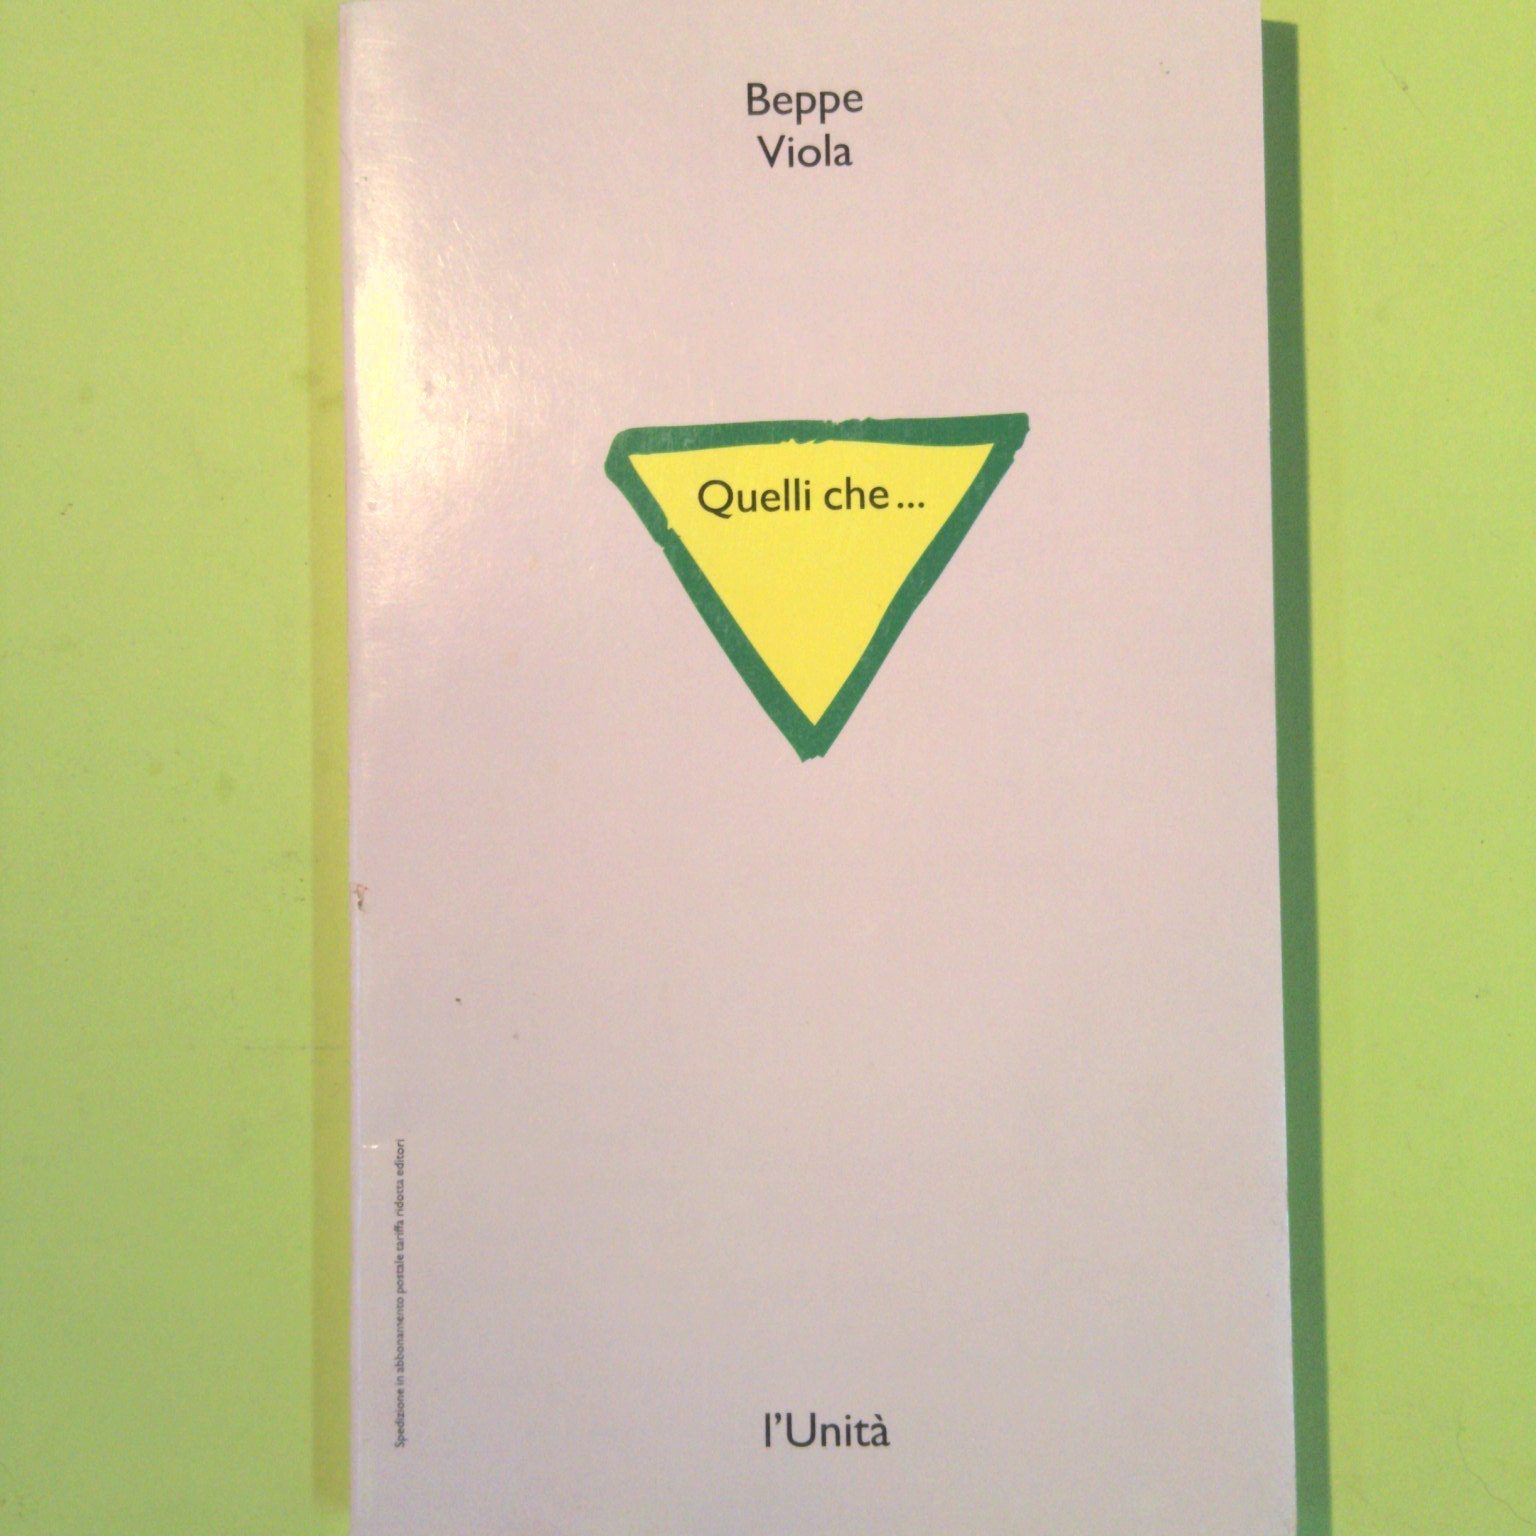 Beppe
Viola
Quelli che...
Spedizione in abbonamento postale tariffa ridotta editori
l'Unità